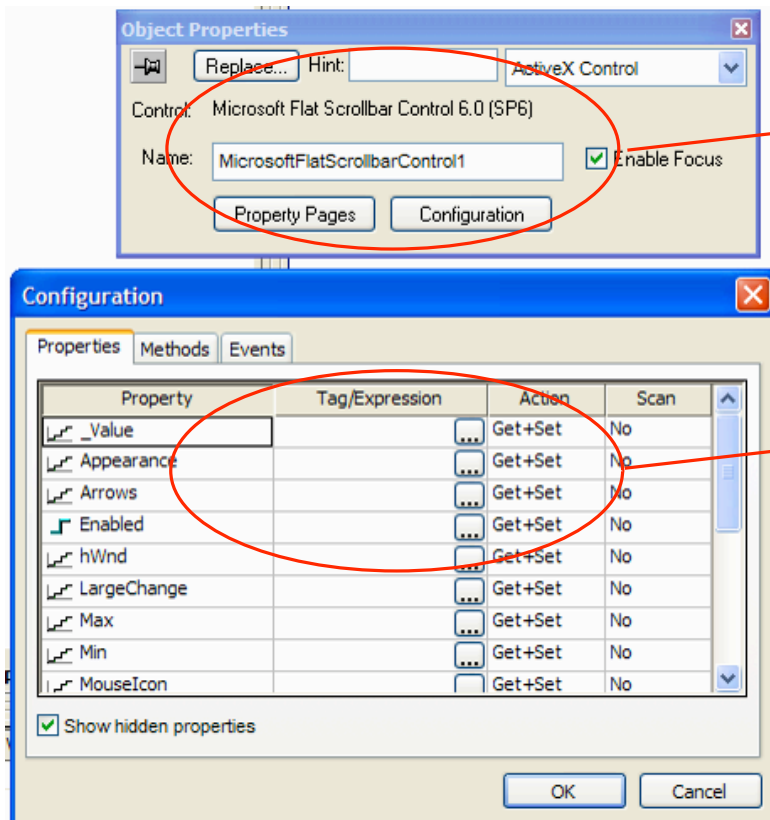 Object Properties
Replace... Hint: ActiveX Control
Control: Microsoft Flat Scrollbar Control 6.0 (SP6)
Name: MicrosoftFlatScrollbarControl1 Enable Focus
Property Pages Configuration
Configuration
Properties Methods Events
Property Tag/Expression Action Scan
_Value ... Get+Set No
Appearance ... Get+Set No
Arrows ... Get+Set No
Enabled ... Get+Set No
hWnd ... Get+Set No
LargeChange ... Get+Set No
Max ... Get+Set No
Min ... Get+Set No
MouseIcon Get+Set No
Show hidden properties
OK Cancel